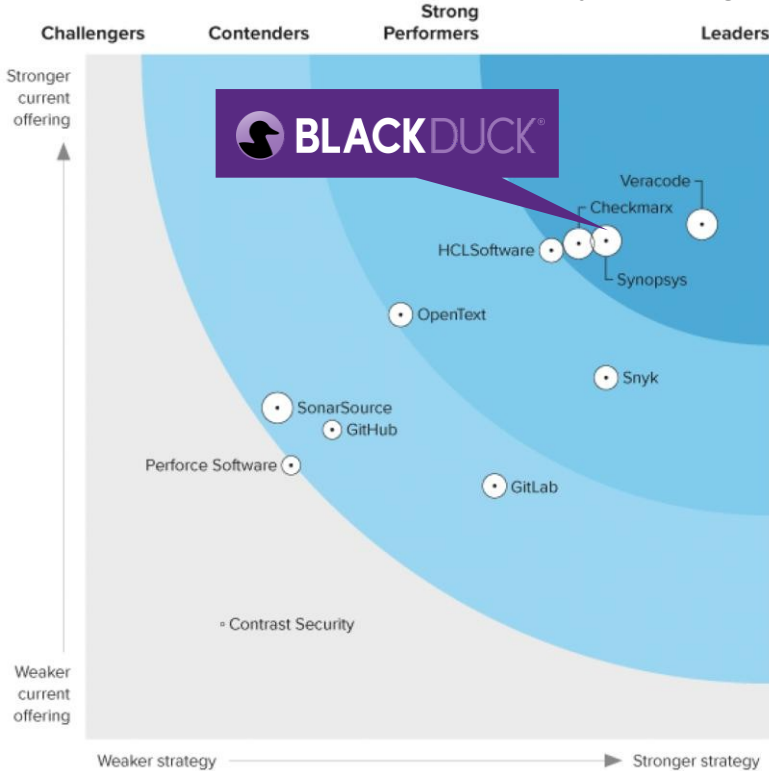 Strong
Challengers Contenders Performers Leaders
Stronger
current
offering
BLACKDUCK®
Veracode
Checkmarx
HCLSoftware
Synopsys
OpenText
Snyk
SonarSource
GitHub
Perforce Software
GitLab
Contrast Security
Weaker
current
offering
Weaker strategy Stronger strategy